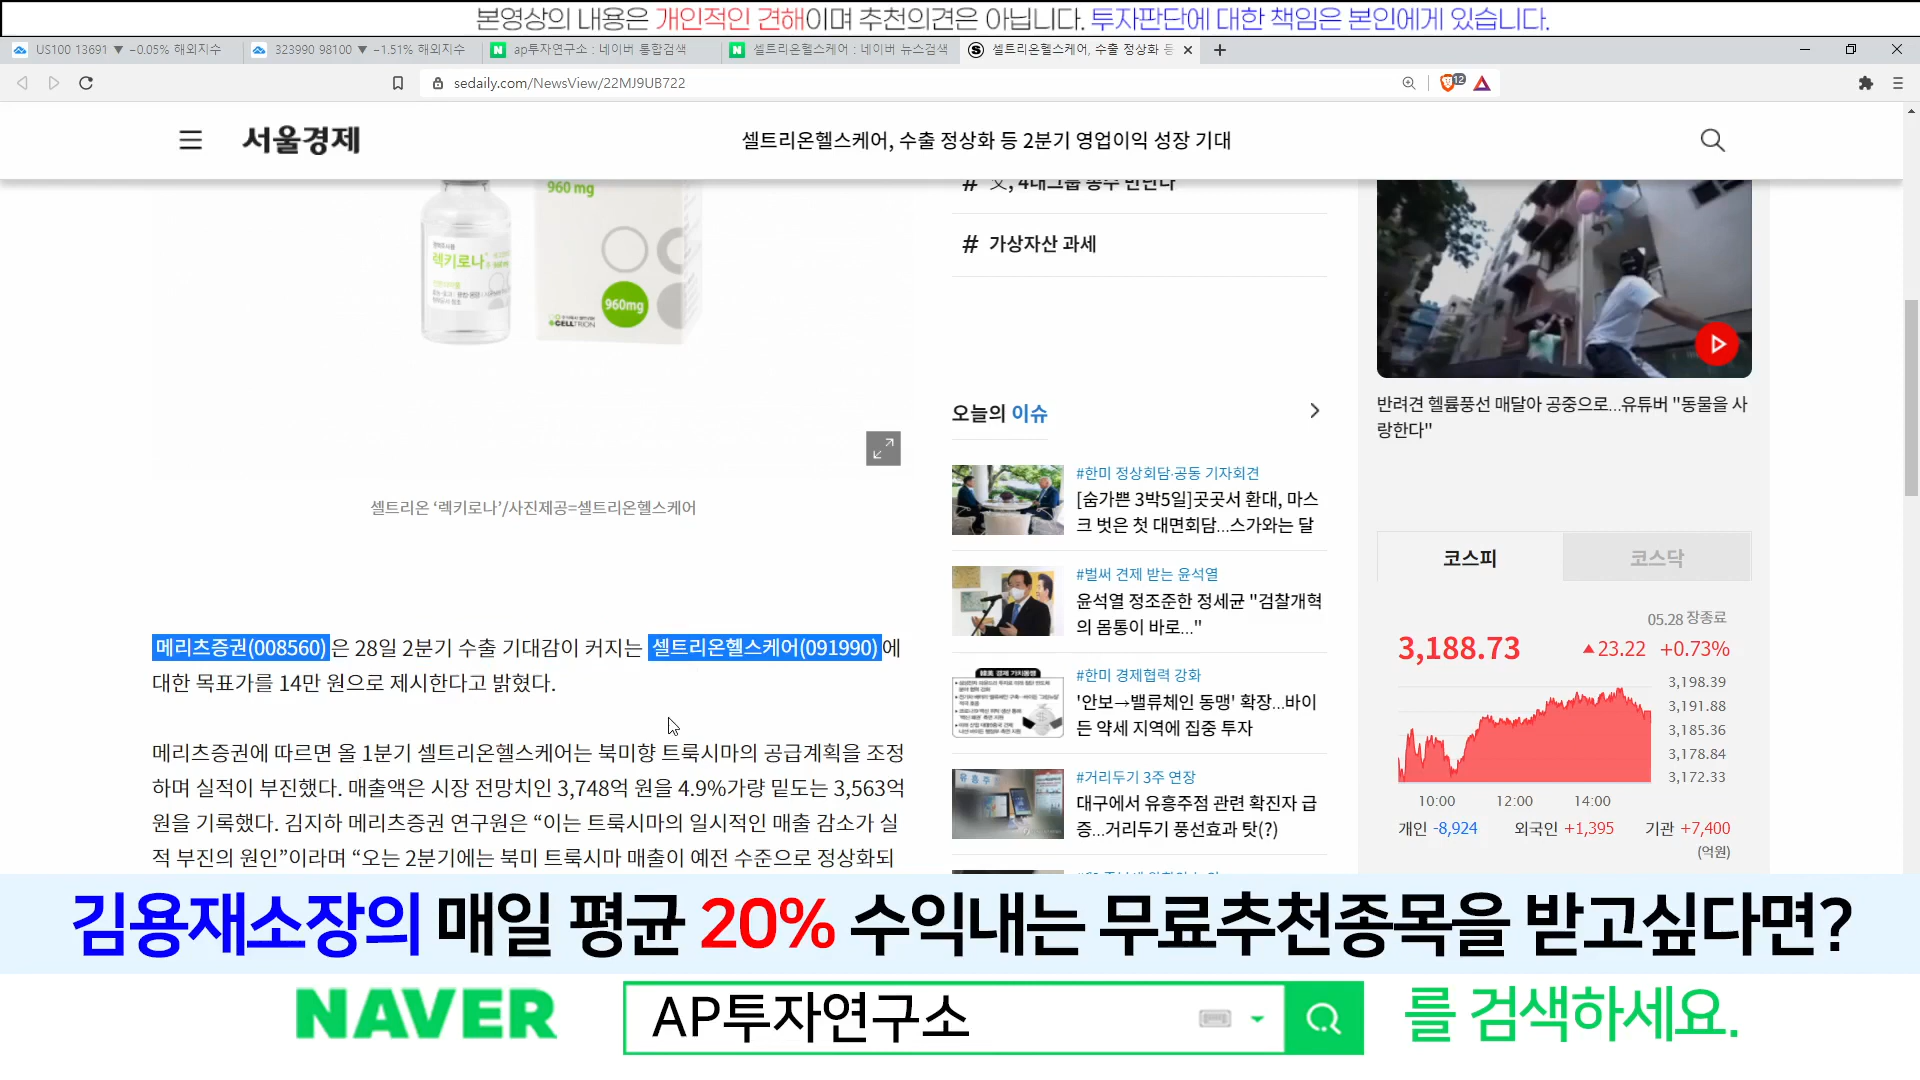 본영상의 내용은 개인적인 견해이며 추천의견은 아닙니다. 투자판단에 대한 책임은 본인에게 있습니다.
US100 13691 ▼ -0.05% 해외지수
323990 98100 ▼ -1.51% 해외지수
ap투자연구소 : 네이버 통합검색
셀트리온헬스케어 : 네이버 뉴스검색
셀트리온헬스케어, 수출 정상화 등
sedaily.com/NewsView/22MJ9UB722
12
서울경제
셀트리온헬스케어, 수출 정상화 등 2분기 영업이익 성장 기대
960 mg
렉키로나
960mg
CELLTRION
셀트리온 ‘렉키로나’/사진제공=셀트리온헬스케어
메리츠증권(008560)은 28일 2분기 수출 기대감이 커지는 셀트리온헬스케어(091990)에
대한 목표가를 14만 원으로 제시한다고 밝혔다.
메리츠증권에 따르면 올 1분기 셀트리온헬스케어는 북미향 트룩시마의 공급계획을 조정
하며 실적이 부진했다. 매출액은 시장 전망치인 3,748억 원을 4.9%가량 밑도는 3,563억
원을 기록했다. 김지하 메리츠증권 연구원은 “이는 트룩시마의 일시적인 매출 감소가 실
적 부진의 원인”이라며 “오는 2분기에는 북미 트룩시마 매출이 예전 수준으로 정상화되
# 文, 4대그룹 총수 만난다
# 가상자산 과세
오늘의 이슈
#한미 정상회담·공동 기자회견
[숨가쁜 3박5일]곳곳서 환대, 마스
크 벗은 첫 대면회담...스가와는 달
#벌써 견제 받는 윤석열
윤석열 정조준한 정세균 "검찰개혁
의 몸통이 바로..."
#한미 경제협력 강화
'안보→밸류체인 동맹' 확장...바이
든 약세 지역에 집중 투자
#거리두기 3주 연장
대구에서 유흥주점 관련 확진자 급
증...거리두기 풍선효과 탓(?)
반려견 헬륨풍선 매달아 공중으로...유튜버 "동물을 사
랑한다"
코스피
코스닥
05.28 장종료
3,188.73 ▲23.22 +0.73%
3,198.39
3,191.88
3,185.36
3,178.84
3,172.33
10:00 12:00 14:00
개인 -8,924 외국인 +1,395 기관 +7,400
(억원)
김용재소장의 매일 평균 20% 수익내는 무료추천종목을 받고싶다면?
NAVER AP투자연구소 를 검색하세요.